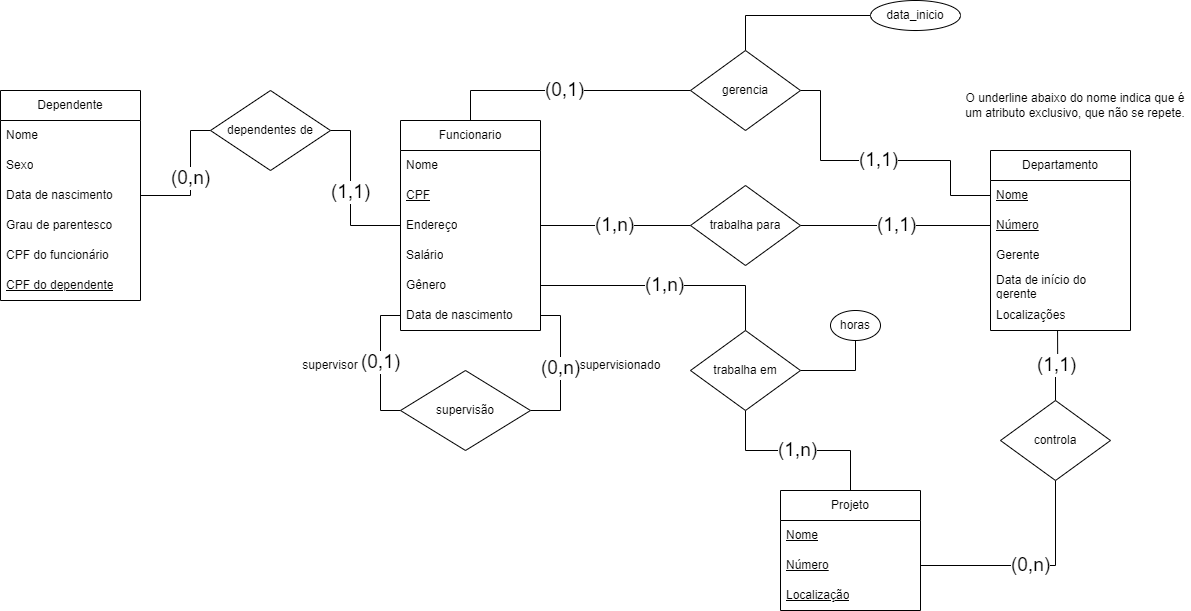 data_inicio
gerencia
(0,1)
O underline abaixo do nome indica que é
um atributo exclusivo, que não se repete.
Dependente
Nome
Sexo
Data de nascimento
Grau de parentesco
CPF do funcionário
CPF do dependente
dependentes de
(0,n)
(1,1)
Funcionario
Nome
CPF
Endereço
Salário
Gênero
Data de nascimento
(1,1)
Departamento
Nome
Número
Gerente
Data de início do
gerente
Localizações
(1,n)
trabalha para
(1,1)
(1,n)
horas
trabalha em
supervisor
(0,1)
(0,n)
supervisionado
supervisão
(1,1)
controla
(1,n)
(0,n)
Projeto
Nome
Número
Localização